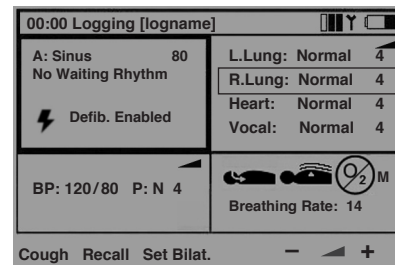 00:00 Logging [logname]
A: Sinus 80
No Waiting Rhythm
Defib. Enabled
L.Lung: Normal 4
R.Lung: Normal 4
Heart: Normal 4
Vocal: Normal 4
BP: 120/80 P: N 4
O2 M
Breathing Rate: 14
Cough Recall Set Bilat. − +